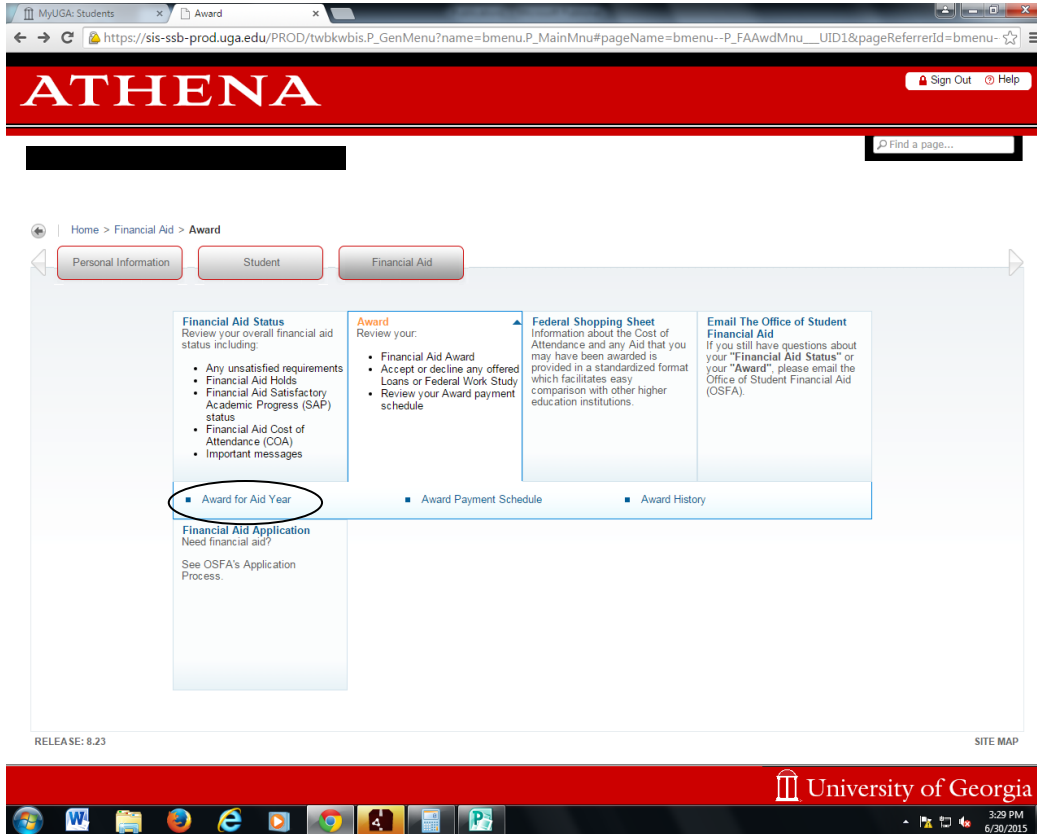 MyUGA: Students
Award
https://sis-ssb-prod.uga.edu/PROD/twbkwbis.P_GenMenu?name=bmenu.P_MainMnu#pageName=bmenu--P_FAAwdMnu___UID1&pageReferrerId=bmenu-
ATHENA
Sign Out Help
Find a page...
Home > Financial Aid > Award
Personal Information
Student
Financial Aid
Financial Aid Status
Review your overall financial aid
status including:
• Any unsatisfied requirements
• Financial Aid Holds
• Financial Aid Satisfactory
Academic Progress (SAP)
status
• Financial Aid Cost of
Attendance (COA)
• Important messages
Award
Review your:
• Financial Aid Award
• Accept or decline any offered
Loans or Federal Work Study
• Review your Award payment
schedule
Federal Shopping Sheet
Information about the Cost of
Attendance and any Aid that you
may have been awarded is
provided in a standardized format
which facilitates easy
comparison with other higher
education institutions.
Email The Office of Student
Financial Aid
If you still have questions about
your "Financial Aid Status" or
your "Award", please email the
Office of Student Financial Aid
(OSFA).
Award for Aid Year
Award Payment Schedule
Award History
Financial Aid Application
Need financial aid?
See OSFA's Application
Process.
RELEASE: 8.23
SITE MAP
University of Georgia
3:29 PM
6/30/2015